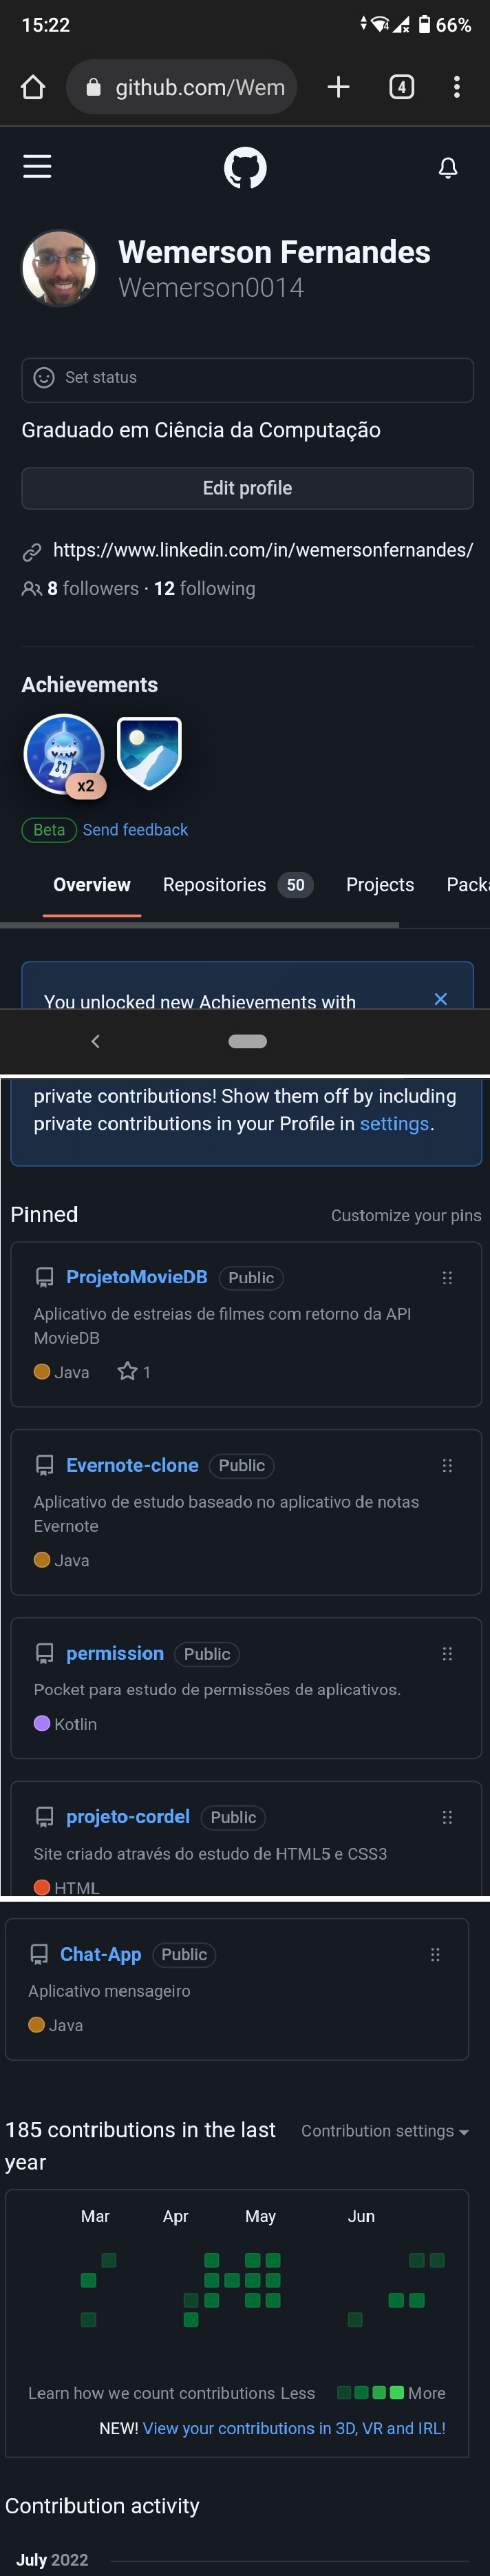 15:22
66%
github.com/Wem
4
Wemerson Fernandes
Wemerson0014
Set status
Graduado em Ciência da Computação
Edit profile
https://www.linkedin.com/in/wemersonfernandes/
8 followers · 12 following
Achievements
x2
Beta Send feedback
Overview Repositories 50 Projects Packa
You unlocked new Achievements with
private contributions! Show them off by including
private contributions in your Profile in settings.
Pinned Customize your pins
ProjetoMovieDB Public
Aplicativo de estreias de filmes com retorno da API
MovieDB
Java 1
Evernote-clone Public
Aplicativo de estudo baseado no aplicativo de notas
Evernote
Java
permission Public
Pocket para estudo de permissões de aplicativos.
Kotlin
projeto-cordel Public
Site criado através do estudo de HTML5 e CSS3
HTML
Chat-App Public
Aplicativo mensageiro
Java
185 contributions in the last Contribution settings
year
Mar Apr May Jun
Learn how we count contributions Less More
NEW! View your contributions in 3D, VR and IRL!
Contribution activity
July 2022